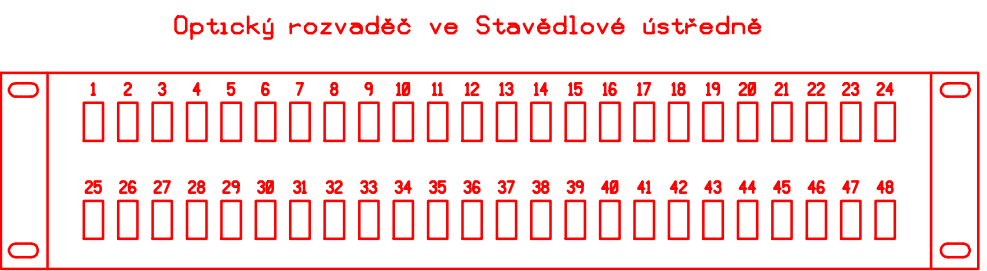 Optický rozvaděč ve Stavědlové ústředně
1 2 3 4 5 6 7 8 9 10 11 12 13 14 15 16 17 18 19 20 21 22 23 24
25 26 27 28 29 30 31 32 33 34 35 36 37 38 39 40 41 42 43 44 45 46 47 48